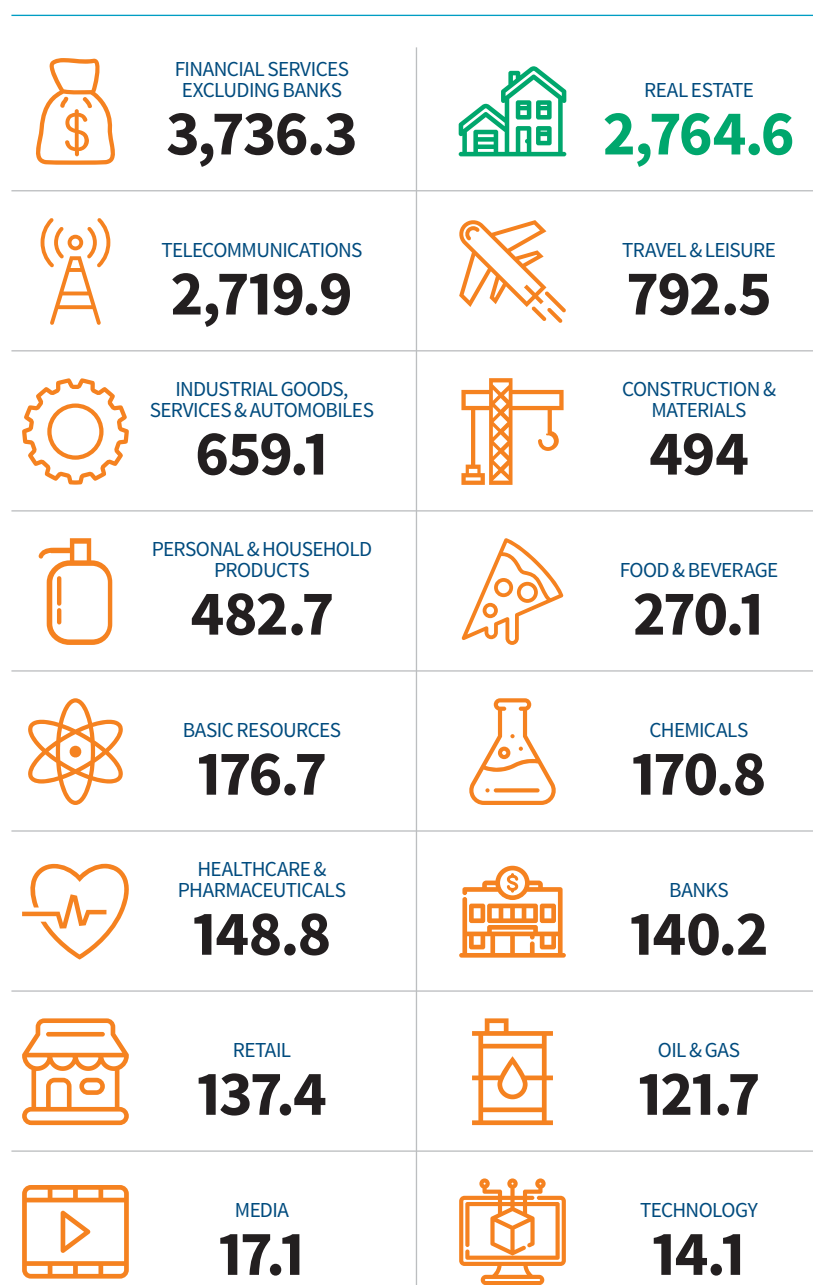 FINANCIAL SERVICES
EXCLUDING BANKS
3,736.3
REAL ESTATE
2,764.6
TELECOMMUNICATIONS
2,719.9
TRAVEL & LEISURE
792.5
INDUSTRIAL GOODS,
SERVICES & AUTOMOBILES
659.1
CONSTRUCTION &
MATERIALS
494
PERSONAL & HOUSEHOLD
PRODUCTS
482.7
FOOD & BEVERAGE
270.1
BASIC RESOURCES
176.7
CHEMICALS
170.8
HEALTHCARE &
PHARMACEUTICALS
148.8
$
BANKS
140.2
RETAIL
137.4
OIL & GAS
121.7
MEDIA
17.1
TECHNOLOGY
14.1